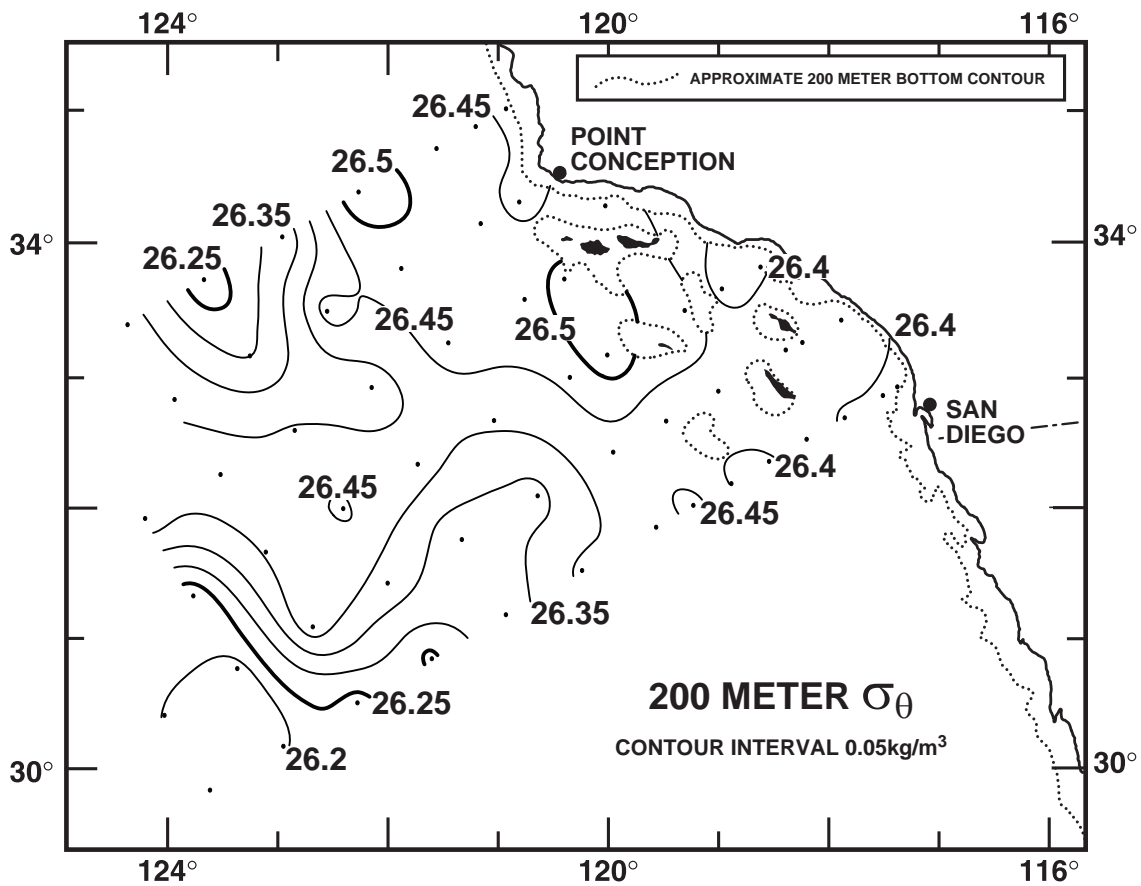 124° 120° 116°
APPROXIMATE 200 METER BOTTOM CONTOUR
26.45
POINT
CONCEPTION
26.5
26.35
34° 34°
26.25
26.4
26.45
26.5
26.4
SAN
DIEGO
26.4
26.45
26.45
26.35
200 METER σθ
26.25
CONTOUR INTERVAL 0.05kg/m³
26.2
30° 30°
124° 120° 116°